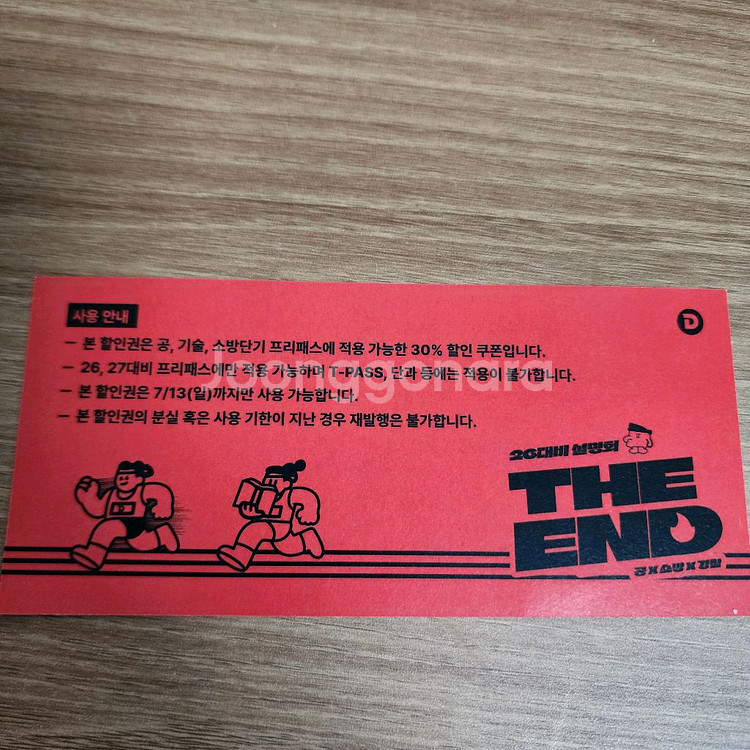 사용 안내
D
- 본 할인권은 공, 기술, 소방단기 프리패스에 적용 가능한 30% 할인 쿠폰입니다.
- 26, 27대비 프리패스에만 적용 가능하며 T-PASS, 단과 등에는 적용이 불가합니다.
- 본 할인권은 7/13(일)까지만 사용 가능합니다.
- 본 할인권의 분실 혹은 사용 기한이 지난 경우 재발행은 불가합니다.
Joonggonara
26대비 설명회
THE
END
공 X 소방 X 경찰